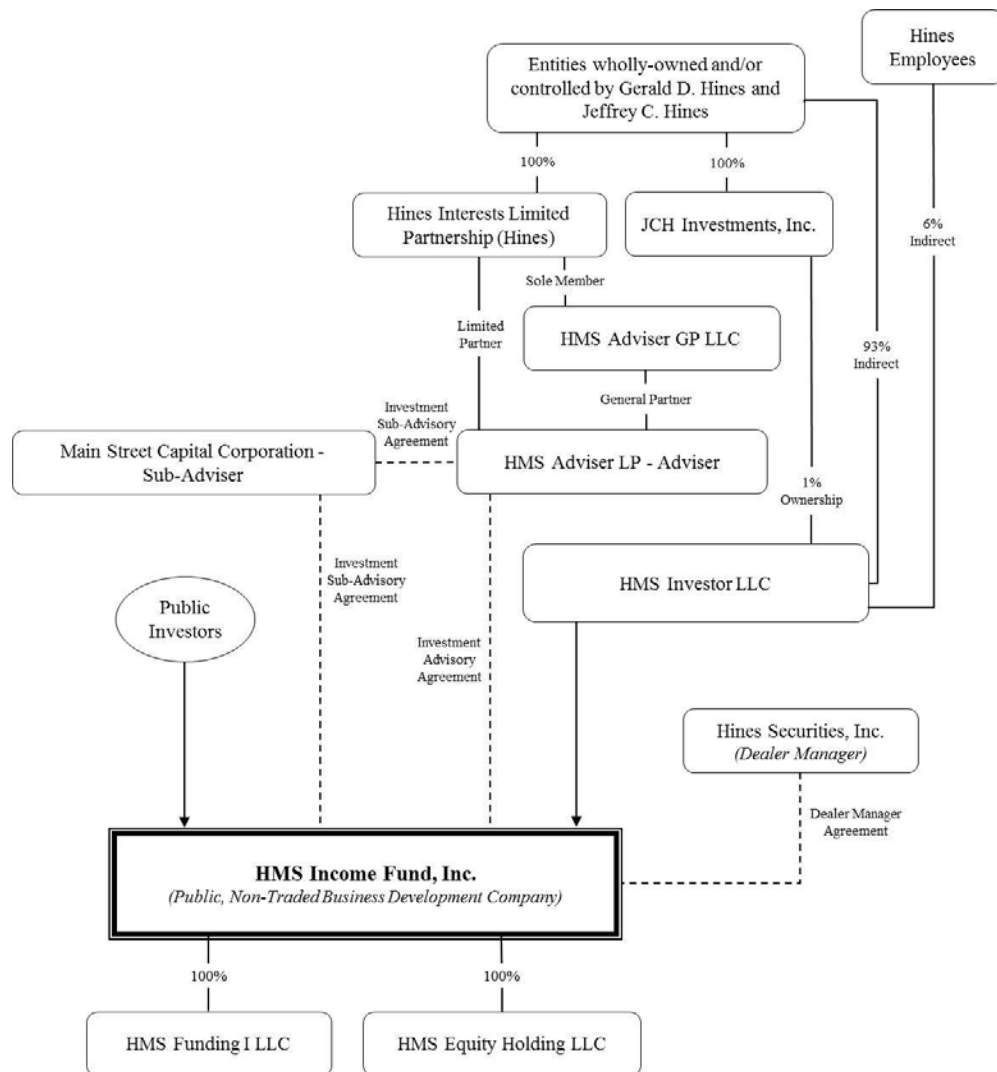 Hines
Employees
Entities wholly-owned and/or
controlled by Gerald D. Hines and
Jeffrey C. Hines
100%
100%
Hines Interests Limited
Partnership (Hines)
JCH Investments, Inc.
6%
Indirect
Sole Member
Limited
Partner
HMS Adviser GP LLC
93%
Indirect
General Partner
Investment
Sub-Advisory
Agreement
Main Street Capital Corporation -
Sub-Adviser
HMS Adviser LP - Adviser
1%
Ownership
Investment
Sub-Advisory
Agreement
HMS Investor LLC
Public
Investors
Investment
Advisory
Agreement
Hines Securities, Inc.
(Dealer Manager)
Dealer Manager
Agreement
HMS Income Fund, Inc.
(Public, Non-Traded Business Development Company)
100%
100%
HMS Funding I LLC
HMS Equity Holding LLC